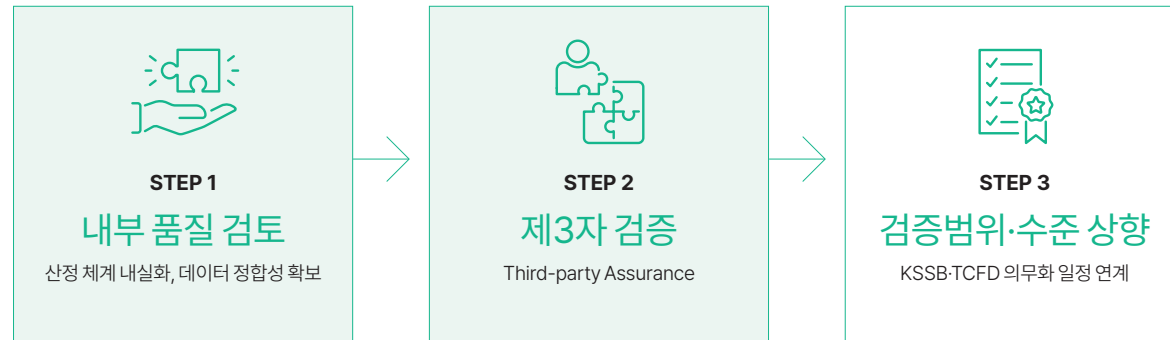 STEP 1
내부 품질 검토
산정 체계 내실화, 데이터 정합성 확보
STEP 2
제3자 검증
Third-party Assurance
STEP 3
검증범위·수준 상향
KSSB·TCFD 의무화 일정 연계